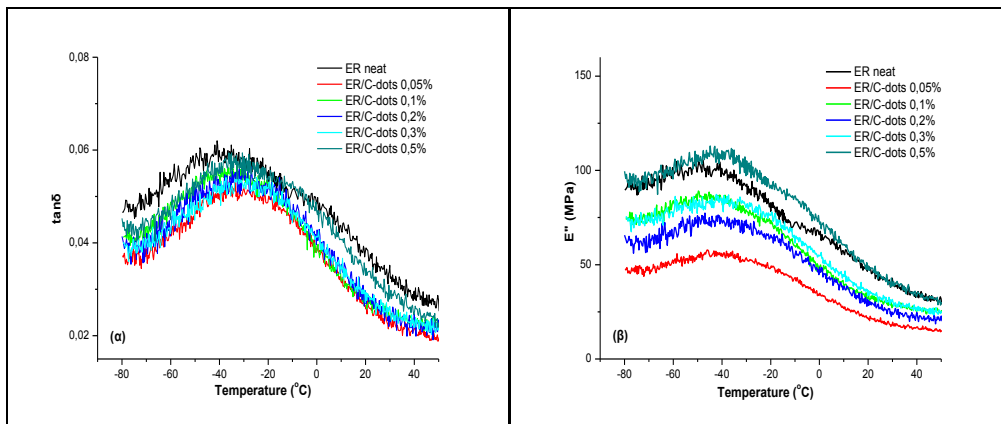 0,08
0,06
0,04
0,02
tanδ
ER neat
ER/C-dots 0,05%
ER/C-dots 0,1%
ER/C-dots 0,2%
ER/C-dots 0,3%
ER/C-dots 0,5%
(α)
-80 -60 -40 -20 0 20 40
Temperature (°C)
150
100
50
0
E'' (MPa)
ER neat
ER/C-dots 0,05%
ER/C-dots 0,1%
ER/C-dots 0,2%
ER/C-dots 0,3%
ER/C-dots 0,5%
(β)
-80 -60 -40 -20 0 20 40
Temperature (°C)